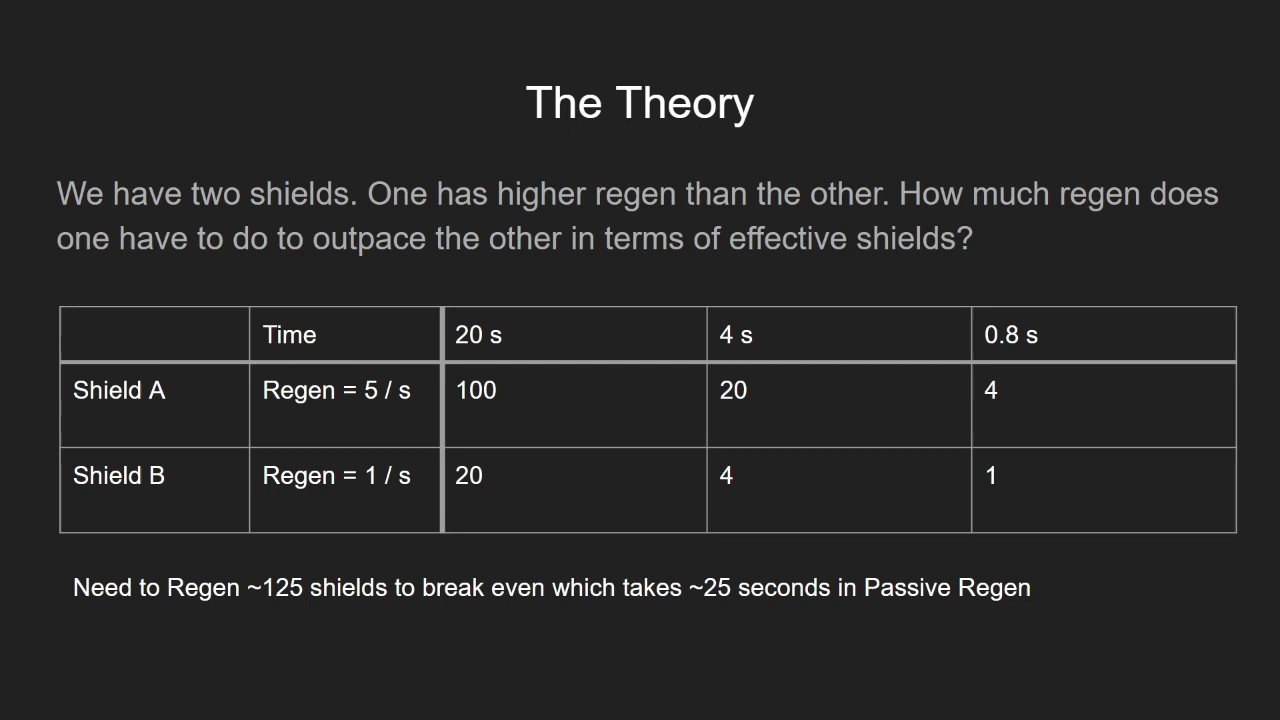 The Theory
We have two shields. One has higher regen than the other. How much regen does
one have to do to outpace the other in terms of effective shields?
Time 20 s 4 s 0.8 s
Shield A Regen = 5 / s 100 20 4
Shield B Regen = 1 / s 20 4 1
Need to Regen ~125 shields to break even which takes ~25 seconds in Passive Regen